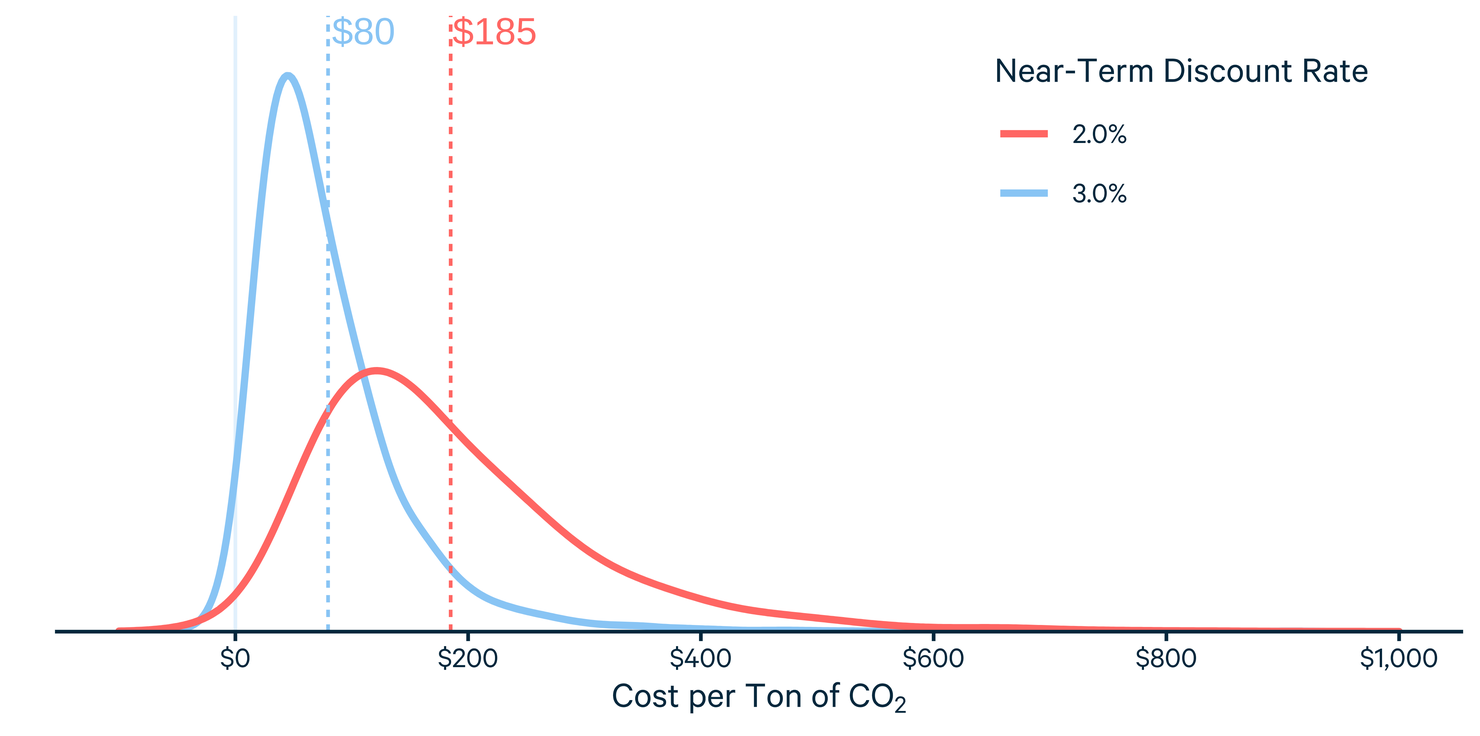 $80 $185
Near-Term Discount Rate
2.0%
3.0%
$0 $200 $400 $600 $800 $1,000
Cost per Ton of CO₂